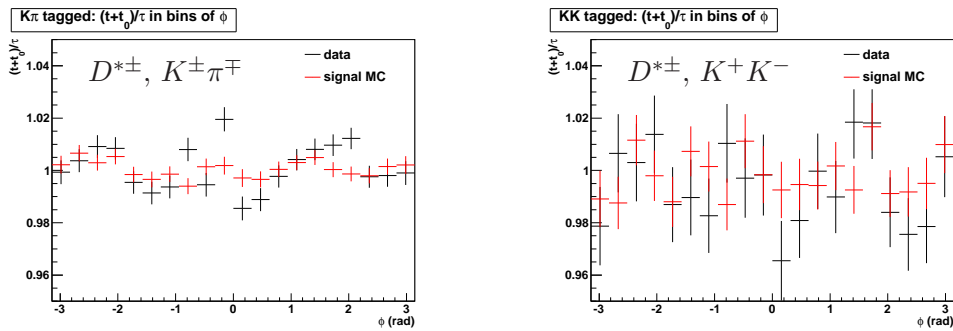 Kπ tagged: (t+t₀)/τ in bins of ϕ
(t+t₀)/τ
1.04
1.02
1
0.98
0.96
D*±, K±π∓
data
signal MC
-3 -2 -1 0 1 2 3
ϕ (rad)
KK tagged: (t+t₀)/τ in bins of ϕ
(t+t₀)/τ
1.04
1.02
1
0.98
0.96
D*±, K⁺K⁻
data
signal MC
-3 -2 -1 0 1 2 3
ϕ (rad)